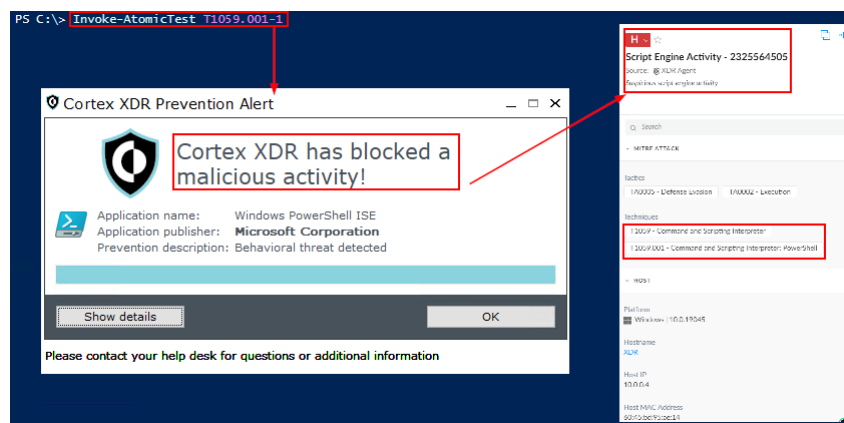 PS C:\> Invoke-AtomicTest T1059.001-1
Cortex XDR Prevention Alert
Cortex XDR has blocked a
malicious activity!
Application name: Windows PowerShell ISE
Application publisher: Microsoft Corporation
Prevention description: Behavioral threat detected
Show details
OK
Please contact your help desk for questions or additional information
H
Script Engine Activity - 2325564505
Source: XDR Agent
Suspicious script engine activity
Search
MITRE ATT&CK
Tactics
TA0005 - Defense Evasion TA0002 - Execution
Techniques
T1059 - Command and Scripting Interpreter
T1059.001 - Command and Scripting Interpreter: PowerShell
HOST
Platform
Windows | 10.0.19045
Hostname
XDR
Host IP
10.0.0.4
Host MAC Address